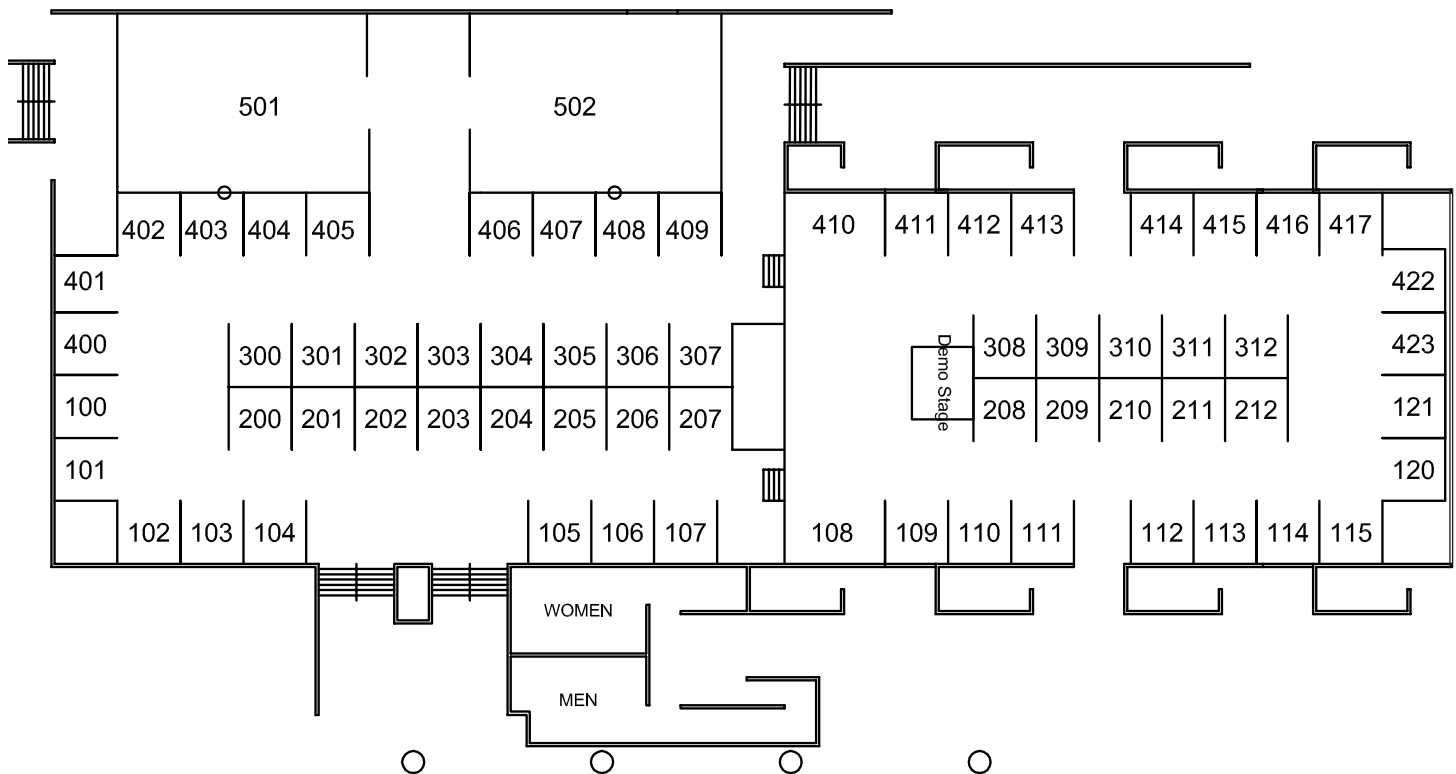 501 502
402 403 404 405 406 407 408 409 410 411 412 413 414 415 416 417
401 422
400 300 301 302 303 304 305 306 307 Demo Stage 308 309 310 311 312 423
100 200 201 202 203 204 205 206 207 208 209 210 211 212 121
101 120
102 103 104 105 106 107 108 109 110 111 112 113 114 115
WOMEN
MEN